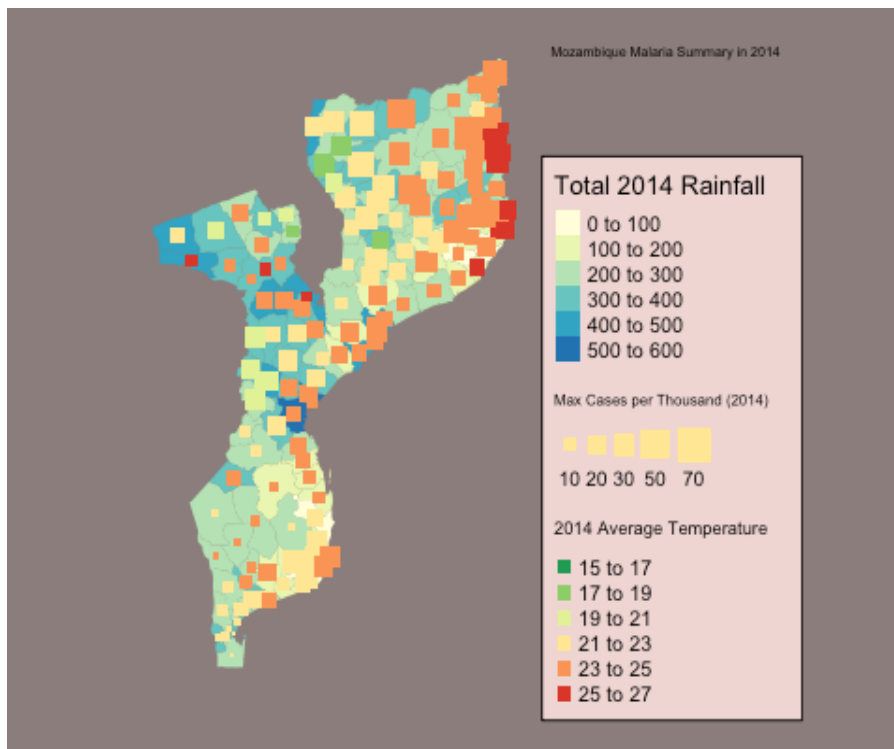 Mozambique Malaria Summary in 2014
Total 2014 Rainfall
0 to 100
100 to 200
200 to 300
300 to 400
400 to 500
500 to 600
Max Cases per Thousand (2014)
10 20 30 50 70
2014 Average Temperature
15 to 17
17 to 19
19 to 21
21 to 23
23 to 25
25 to 27